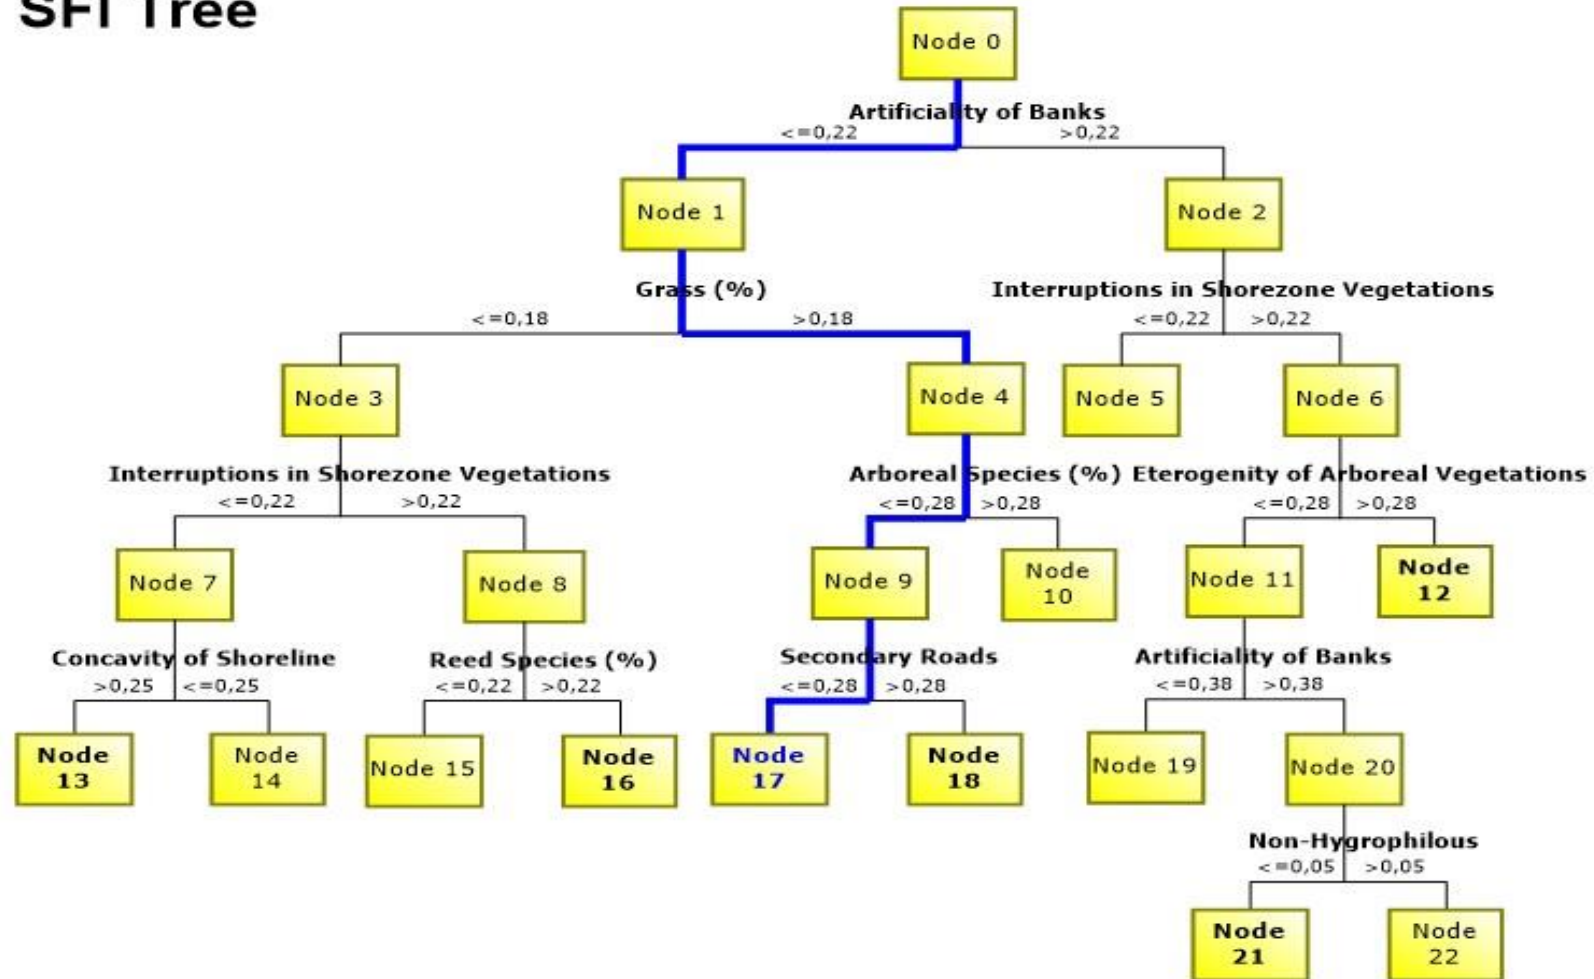 SFI Tree
Node 0
Artificiality of Banks
<=0,22 >0,22
Node 1 Node 2
Grass (%) Interruptions in Shorezone Vegetations
<=0,18 >0,18 <=0,22 >0,22
Node 3 Node 4 Node 5 Node 6
Interruptions in Shorezone Vegetations Arboreal Species (%) Eterogenity of Arboreal Vegetations
<=0,22 >0,22 <=0,28 >0,28 <=0,28 >0,28
Node 7 Node 8 Node 9 Node
10 Node 11 Node
12
Concavity of Shoreline Reed Species (%) Secondary Roads Artificiality of Banks
>0,25 <=0,25 <=0,22 >0,22 <=0,28 >0,28 <=0,38 >0,38
Node
13
Node
14
Node 15
Node
16
Node
17
Node
18
Node 19
Node 20
Non-Hygrophilous
<=0,05 >0,05
Node
21
Node
22